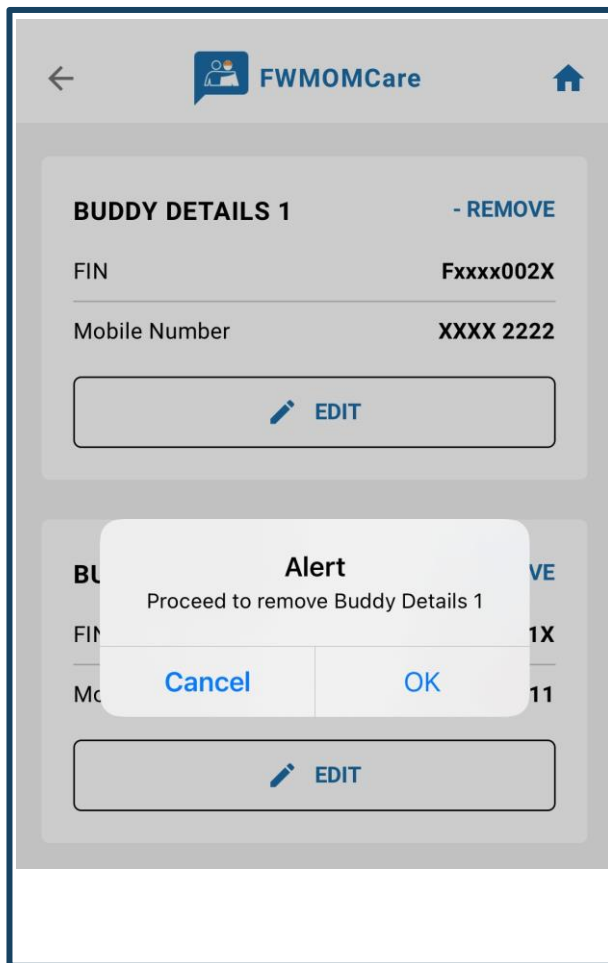 FWMOMCare
BUDDY DETAILS 1 - REMOVE
FIN Fxxxx002X
Mobile Number XXXX 2222
EDIT
Alert
Proceed to remove Buddy Details 1
Cancel OK
EDIT